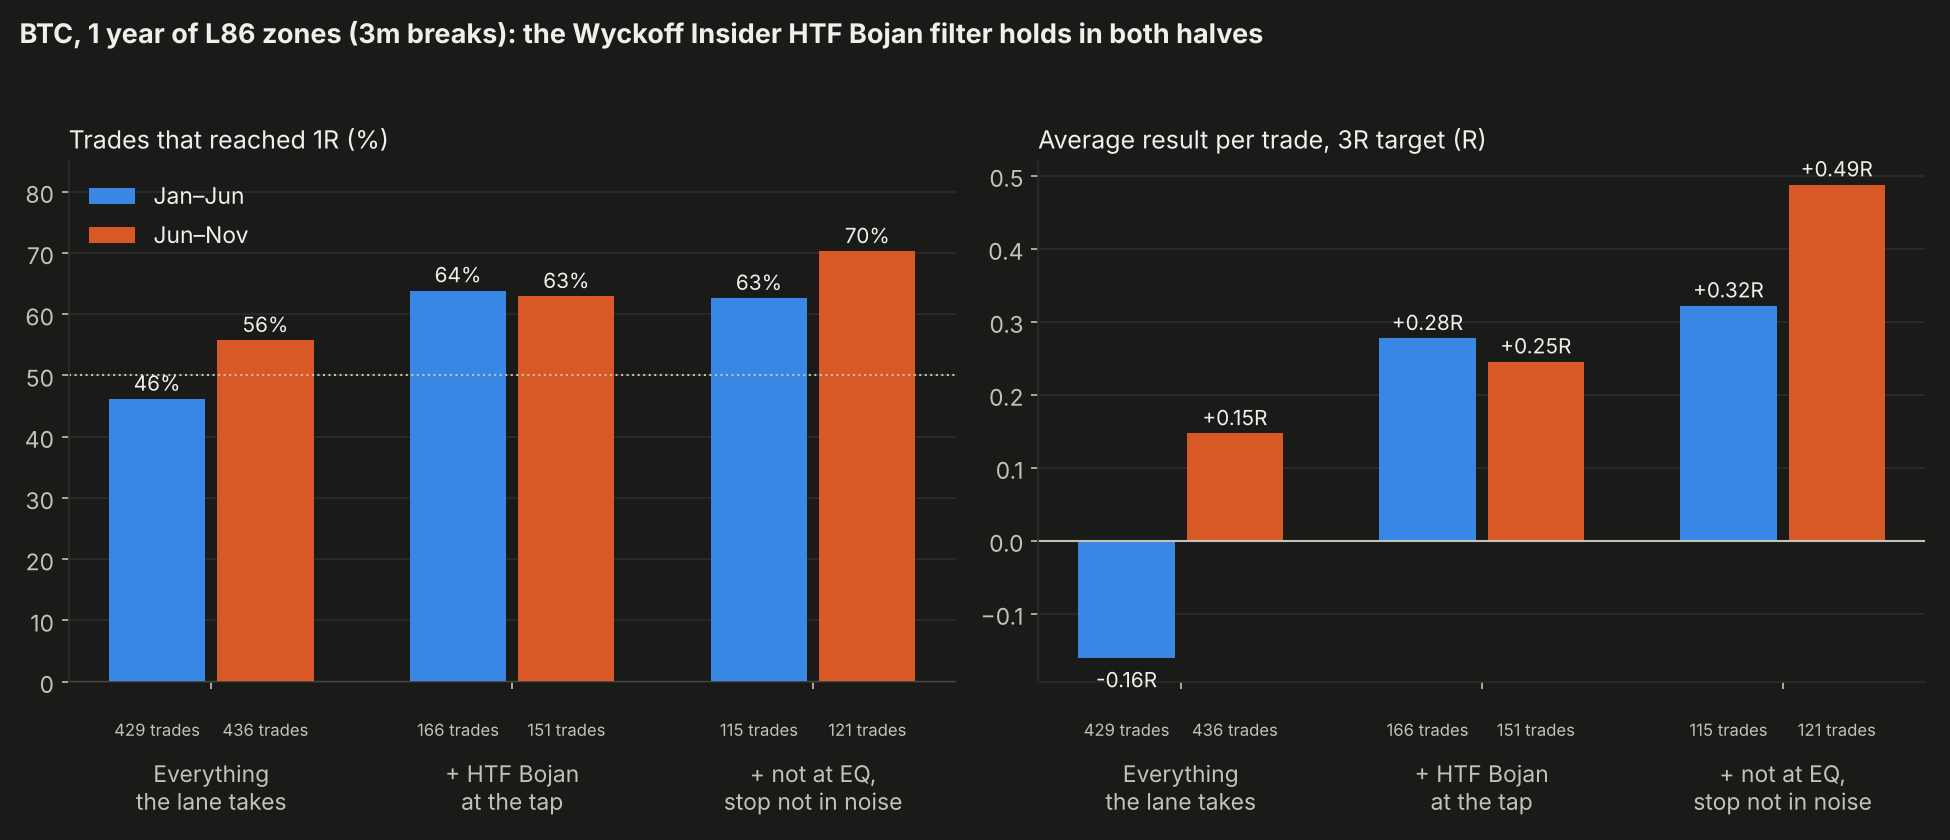 BTC, 1 year of L86 zones (3m breaks): the Wyckoff Insider HTF Bojan filter holds in both halves
Trades that reached 1R (%)
Jan–Jun
Jun–Nov
80
70
60
50
40
30
20
10
0
46%
56%
64%
63%
63%
70%
429 trades
436 trades
166 trades
151 trades
115 trades
121 trades
Everything
the lane takes
+ HTF Bojan
at the tap
+ not at EQ,
stop not in noise
Average result per trade, 3R target (R)
0.5
0.4
0.3
0.2
0.1
0.0
−0.1
-0.16R
+0.15R
+0.28R
+0.25R
+0.32R
+0.49R
429 trades
436 trades
166 trades
151 trades
115 trades
121 trades
Everything
the lane takes
+ HTF Bojan
at the tap
+ not at EQ,
stop not in noise